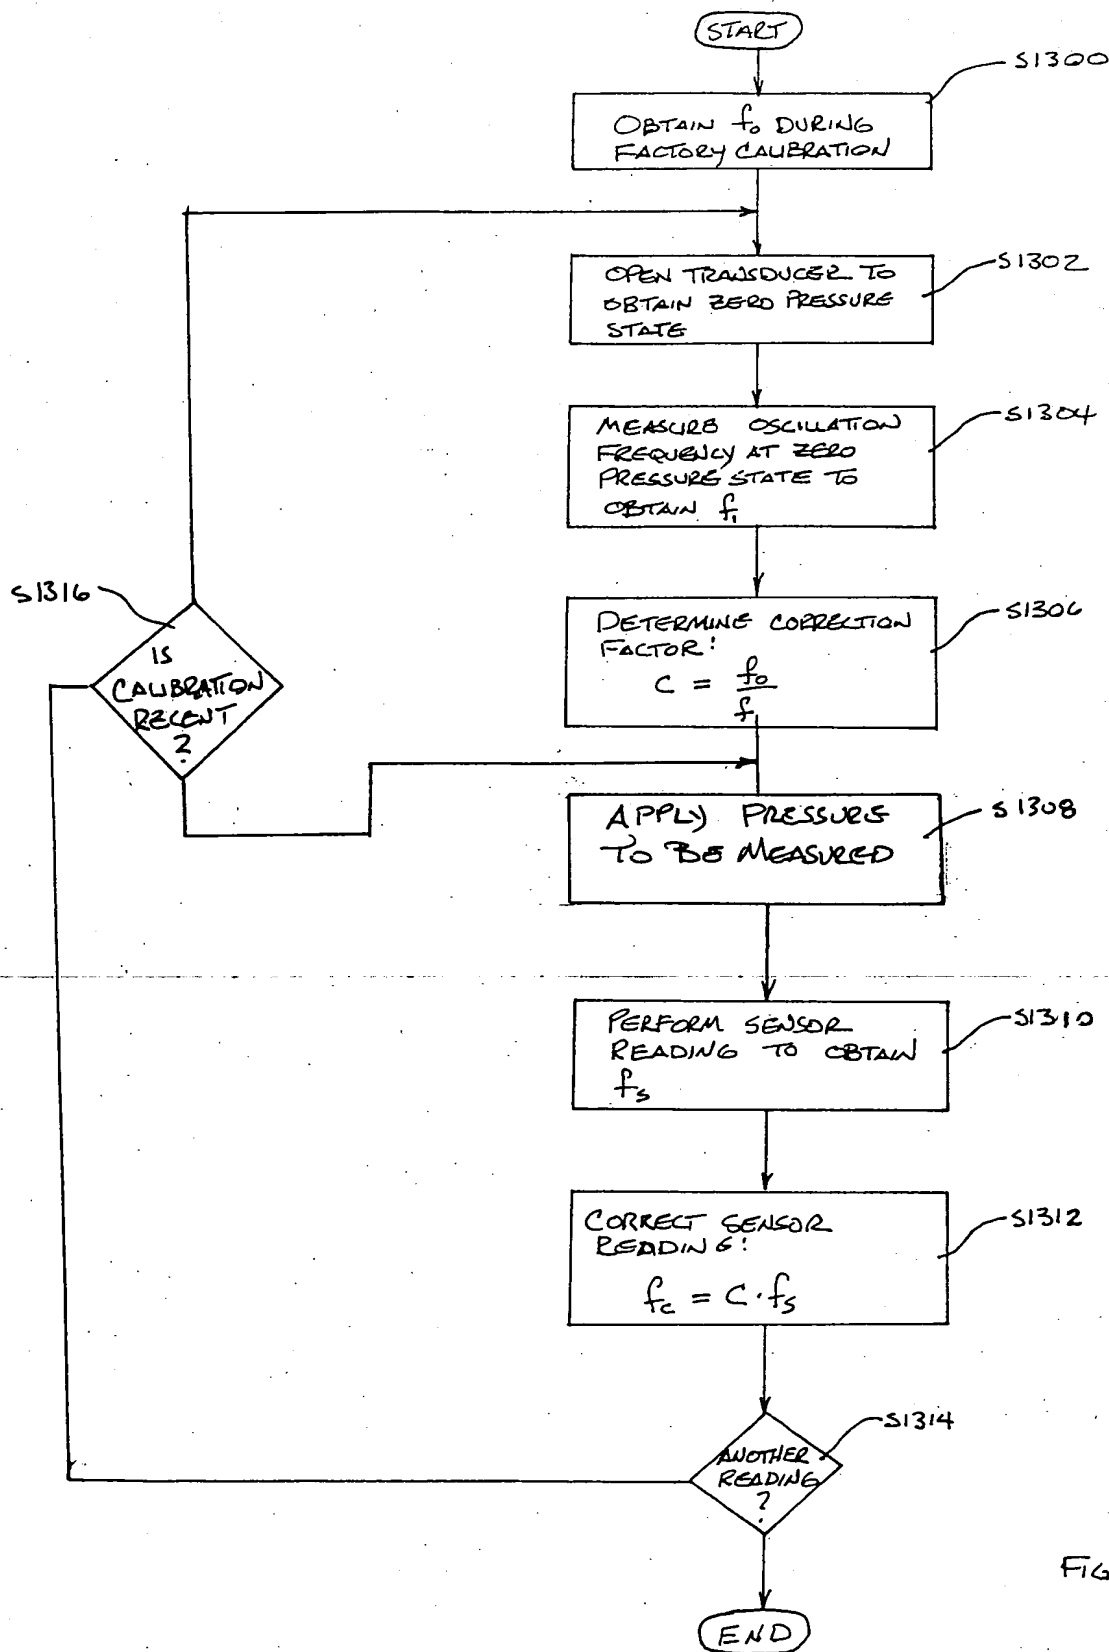 START
S1300
OBTAIN f₀ DURING
FACTORY CALIBRATION
S1302
OPEN TRANSDUCER TO
OBTAIN ZERO PRESSURE
STATE
S1304
MEASURE OSCILLATION
FREQUENCY AT ZERO
PRESSURE STATE TO
OBTAIN f₁
S1306
DETERMINE CORRECTION
FACTOR:
C = f₀ / f₁
S1316
IS
CALIBRATION
RECENT
?
S1308
APPLY PRESSURE
TO BE MEASURED
S1310
PERFORM SENSOR
READING TO OBTAIN
fₛ
S1312
CORRECT SENSOR
READING:
f_c = C·fₛ
S1314
ANOTHER
READING
?
FIG
END